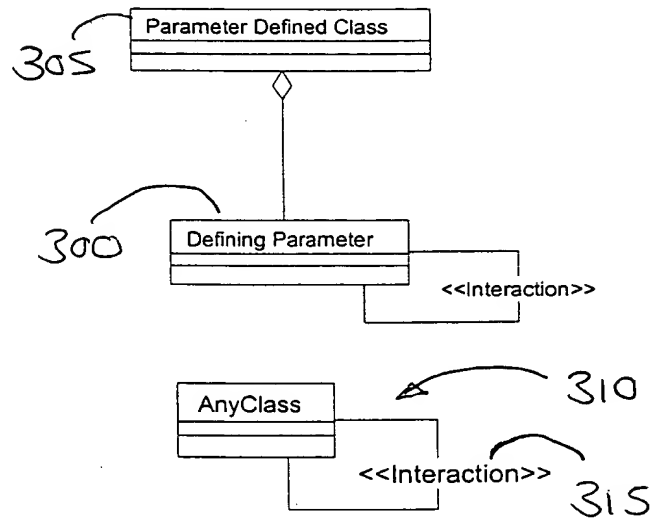 Parameter Defined Class
305
300
Defining Parameter
<<Interaction>>
310
AnyClass
<<Interaction>>
315